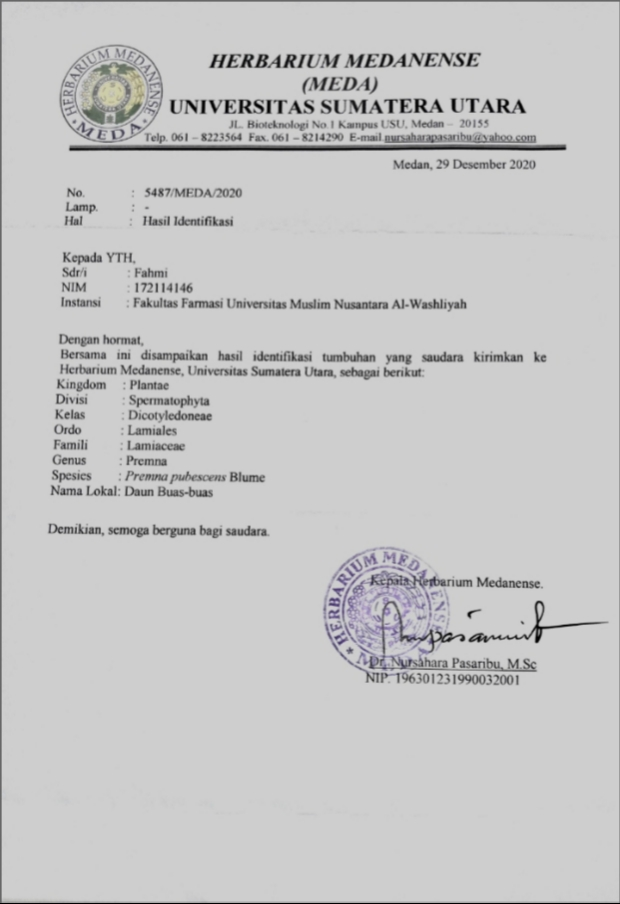 HERBARIUM MEDANENSE
(MEDA)
UNIVERSITAS SUMATERA UTARA
JL. Bioteknologi No.1 Kampus USU, Medan – 20155
Telp. 061 – 8223564 Fax. 061 – 8214290 E-mail.nursaharapasaribu@yahoo.com
HERBARIUM MEDANENSE
* MEDA *
Medan, 29 Desember 2020
No. : 5487/MEDA/2020
Lamp. : -
Hal : Hasil Identifikasi
Kepada YTH,
Sdr/i : Fahmi
NIM : 172114146
Instansi : Fakultas Farmasi Universitas Muslim Nusantara Al-Washliyah
Dengan hormat,
Bersama ini disampaikan hasil identifikasi tumbuhan yang saudara kirimkan ke
Herbarium Medanense, Universitas Sumatera Utara, sebagai berikut:
Kingdom : Plantae
Divisi : Spermatophyta
Kelas : Dicotyledoneae
Ordo : Lamiales
Famili : Lamiaceae
Genus : Premna
Spesies : Premna pubescens Blume
Nama Lokal: Daun Buas-buas
Demikian, semoga berguna bagi saudara.
Kepala Herbarium Medanense.
HERBARIUM MEDANENSE
Dr. Nursahara Pasaribu, M.Sc
NIP. 196301231990032001